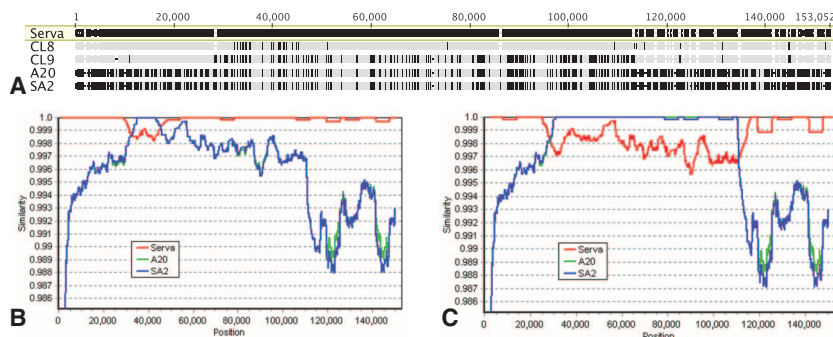 1 20,000 40,000 60,000 80,000 100,000 120,000 140,000 153,052
Serva
CL8
CL9
A20
SA2
A
1.0
0.999
0.998
0.997
0.996
0.995
0.994
0.993
0.992
0.991
0.99
0.989
0.988
0.987
0.986
Similarity
Serva
A20
SA2
0 20,000 40,000 60,000 80,000 100,000 120,000 140,000
Position
B
1.0
0.999
0.998
0.997
0.996
0.995
0.994
0.993
0.992
0.991
0.99
0.989
0.988
0.987
0.986
Similarity
Serva
A20
SA2
0 20,000 40,000 60,000 80,000 100,000 120,000 140,000
Position
C